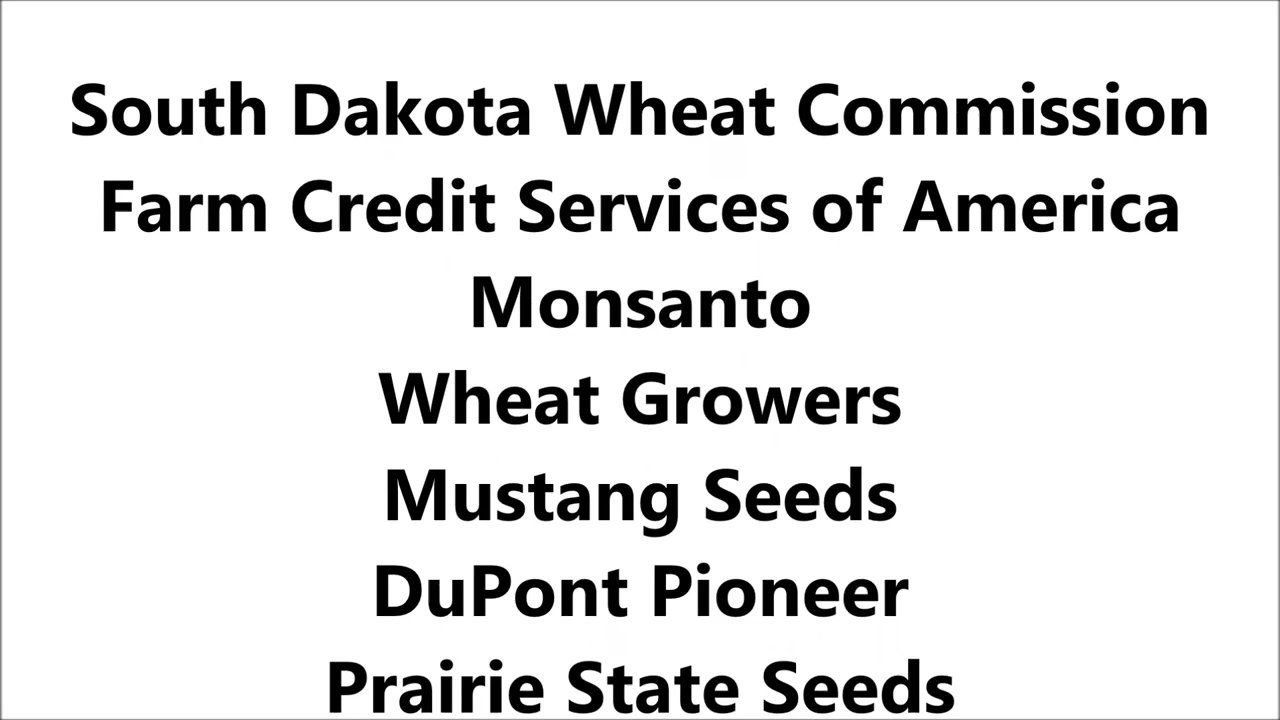 South Dakota Wheat Commission
Farm Credit Services of America
Monsanto
Wheat Growers
Mustang Seeds
DuPont Pioneer
Prairie State Seeds